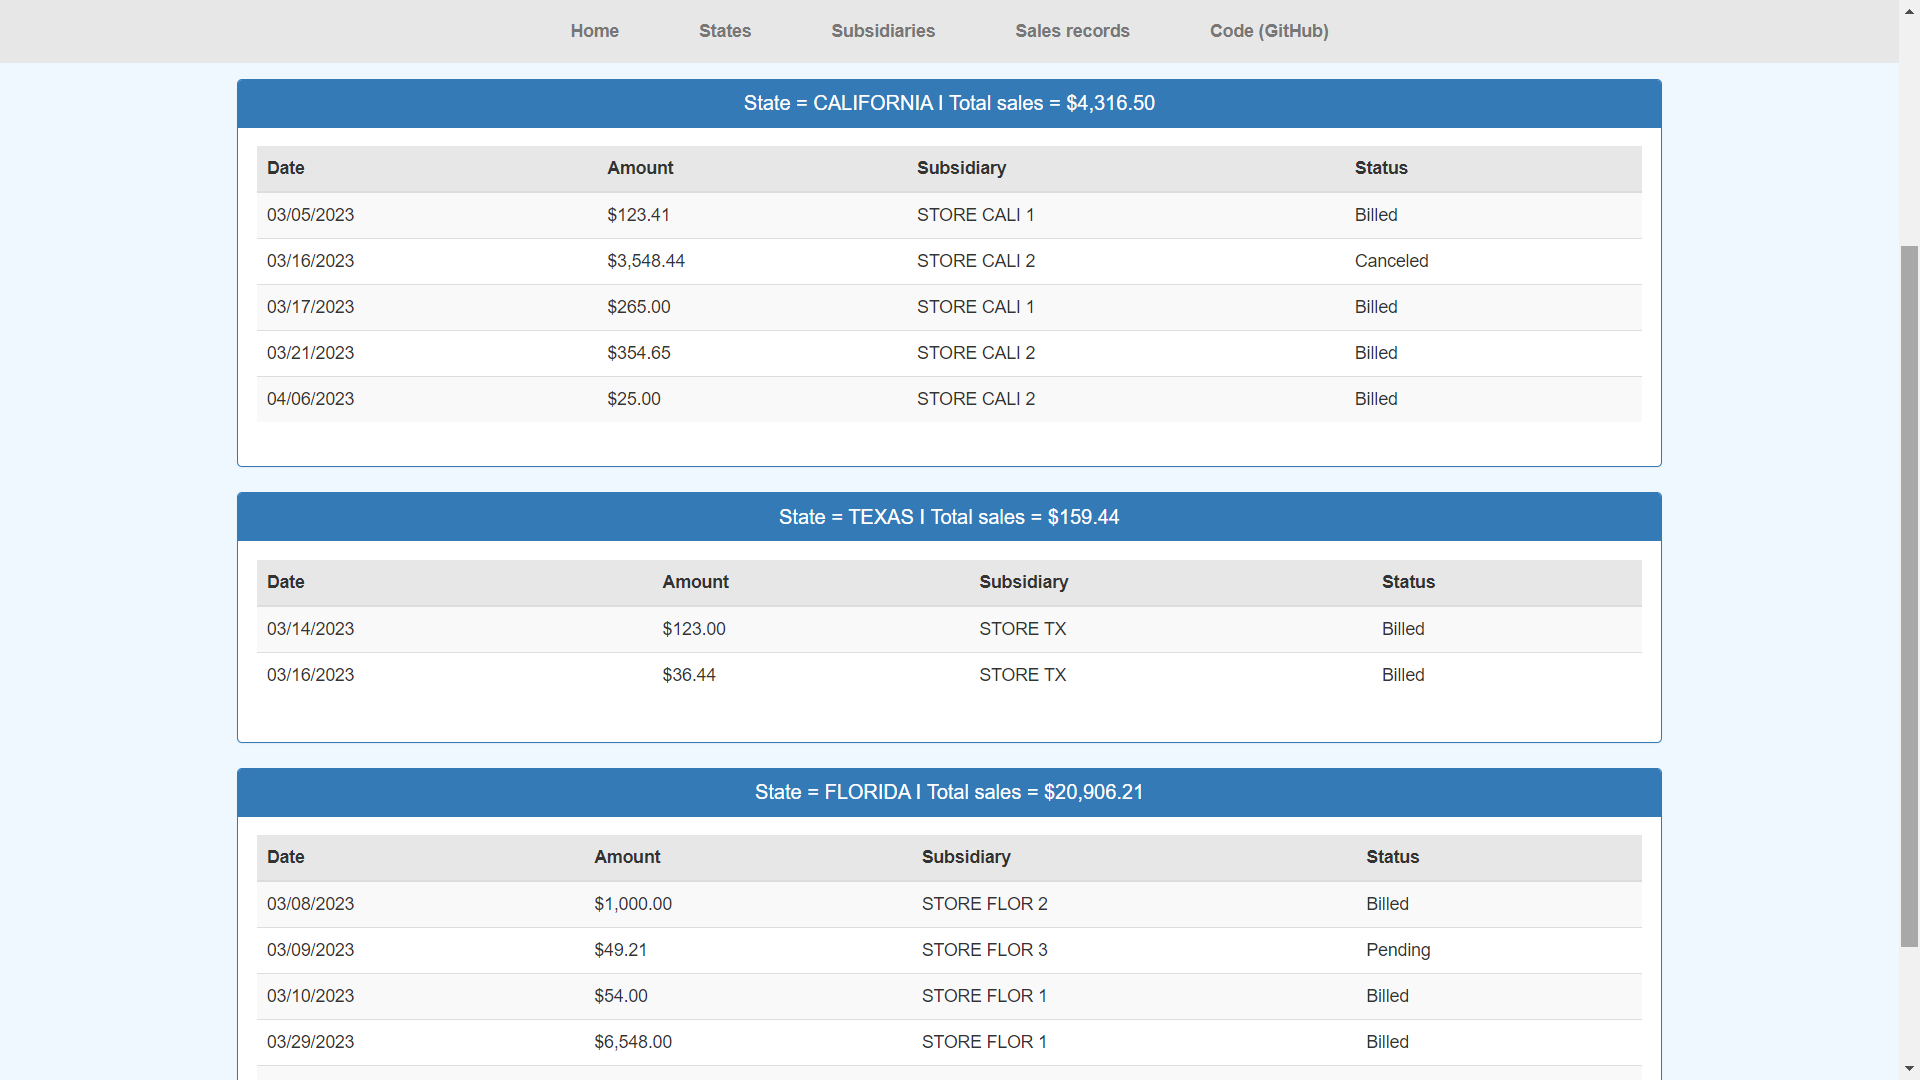 Home States Subsidiaries Sales records Code (GitHub)
State = CALIFORNIA I Total sales = $4,316.50
Date Amount Subsidiary Status
03/05/2023 $123.41 STORE CALI 1 Billed
03/16/2023 $3,548.44 STORE CALI 2 Canceled
03/17/2023 $265.00 STORE CALI 1 Billed
03/21/2023 $354.65 STORE CALI 2 Billed
04/06/2023 $25.00 STORE CALI 2 Billed
State = TEXAS I Total sales = $159.44
Date Amount Subsidiary Status
03/14/2023 $123.00 STORE TX Billed
03/16/2023 $36.44 STORE TX Billed
State = FLORIDA I Total sales = $20,906.21
Date Amount Subsidiary Status
03/08/2023 $1,000.00 STORE FLOR 2 Billed
03/09/2023 $49.21 STORE FLOR 3 Pending
03/10/2023 $54.00 STORE FLOR 1 Billed
03/29/2023 $6,548.00 STORE FLOR 1 Billed